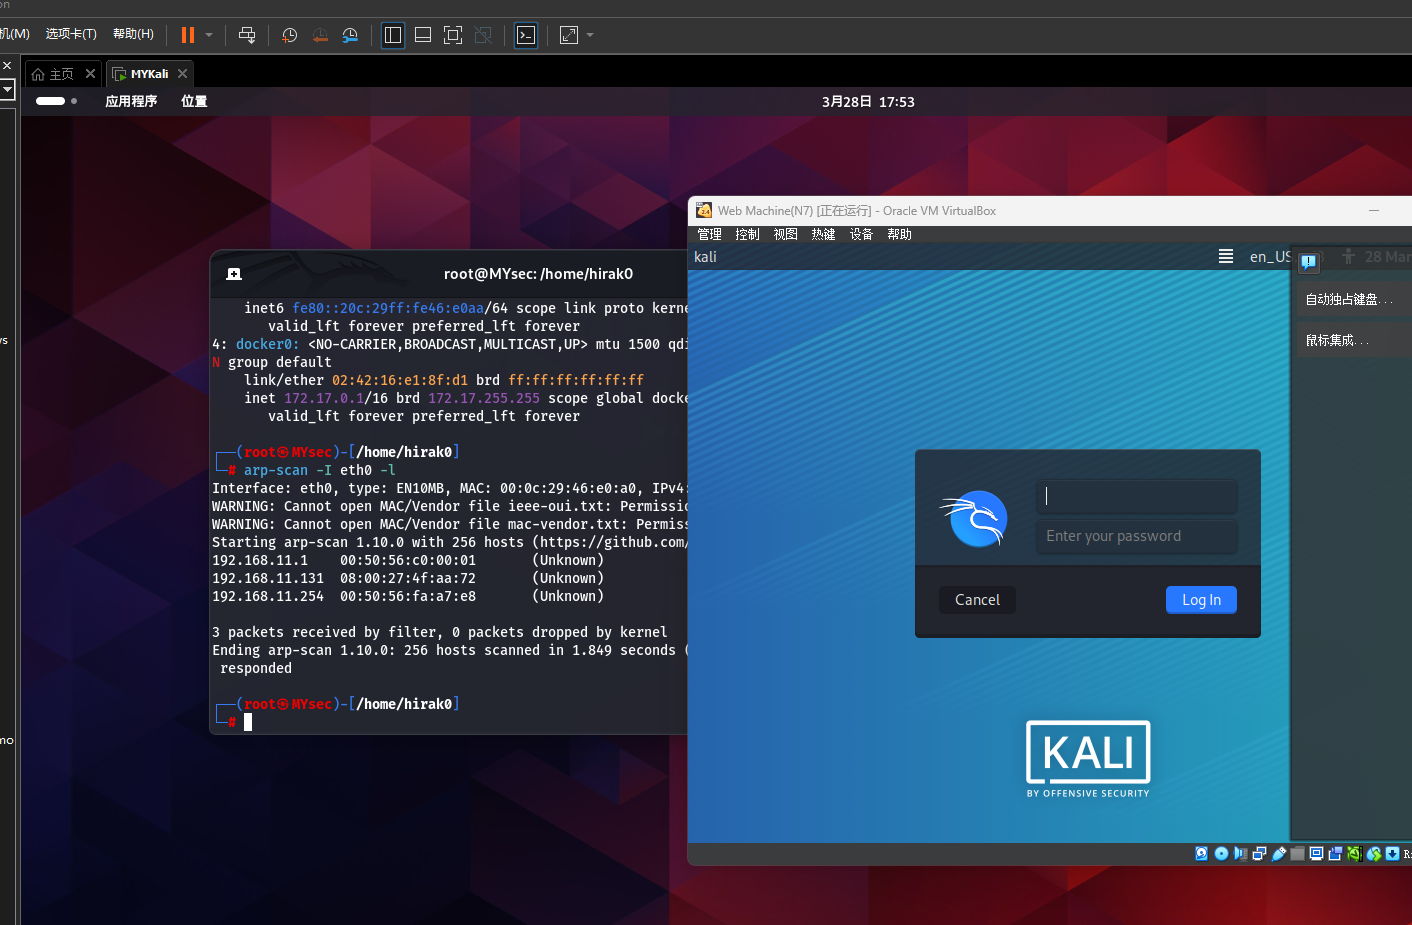 on
机(M) 选项卡(T) 帮助(H)
主页
MYKali
应用程序 位置
3月28日 17:53
Web Machine(N7) [正在运行] - Oracle VM VirtualBox
管理 控制 视图 热键 设备 帮助
kali
en_US
28 Mar
自动独占键盘...
鼠标集成...
root@MYsec: /home/hirak0
inet6 fe80::20c:29ff:fe46:e0aa/64 scope link proto kerne
valid_lft forever preferred_lft forever
4: docker0: <NO-CARRIER,BROADCAST,MULTICAST,UP> mtu 1500 qdi
N group default
link/ether 02:42:16:e1:8f:d1 brd ff:ff:ff:ff:ff:ff
inet 172.17.0.1/16 brd 172.17.255.255 scope global docke
valid_lft forever preferred_lft forever
┌──(root㉿MYsec)-[/home/hirak0]
└─# arp-scan -I eth0 -l
Interface: eth0, type: EN10MB, MAC: 00:0c:29:46:e0:a0, IPv4:
WARNING: Cannot open MAC/Vendor file ieee-oui.txt: Permissio
WARNING: Cannot open MAC/Vendor file mac-vendor.txt: Permiss
Starting arp-scan 1.10.0 with 256 hosts (https://github.com/
192.168.11.1 00:50:56:c0:00:01 (Unknown)
192.168.11.131 08:00:27:4f:aa:72 (Unknown)
192.168.11.254 00:50:56:fa:a7:e8 (Unknown)
3 packets received by filter, 0 packets dropped by kernel
Ending arp-scan 1.10.0: 256 hosts scanned in 1.849 seconds (
responded
┌──(root㉿MYsec)-[/home/hirak0]
└─#
Enter your password
Cancel
Log In
KALI
BY OFFENSIVE SECURITY
vs
mo